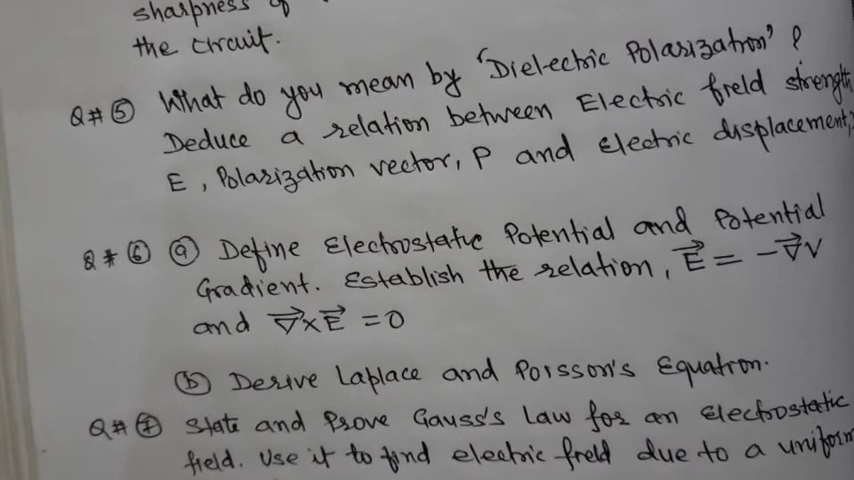 sharpness of
the circuit.
Q#⑤ What do you mean by 'Dielectric Polarization'?
Deduce a relation between Electric field strength,
E, Polarization vector, P and electric displacement,
Q#⑥ ⓐ Define Electrostatic Potential and Potential
Gradient. Establish the relation, E⃗ = -∇⃗V
and ∇⃗×E⃗ = 0
ⓑ Derive Laplace and Poisson's Equation.
Q#⑦ State and Prove Gauss's Law for an electrostatic
field. Use it to find electric field due to a uniform